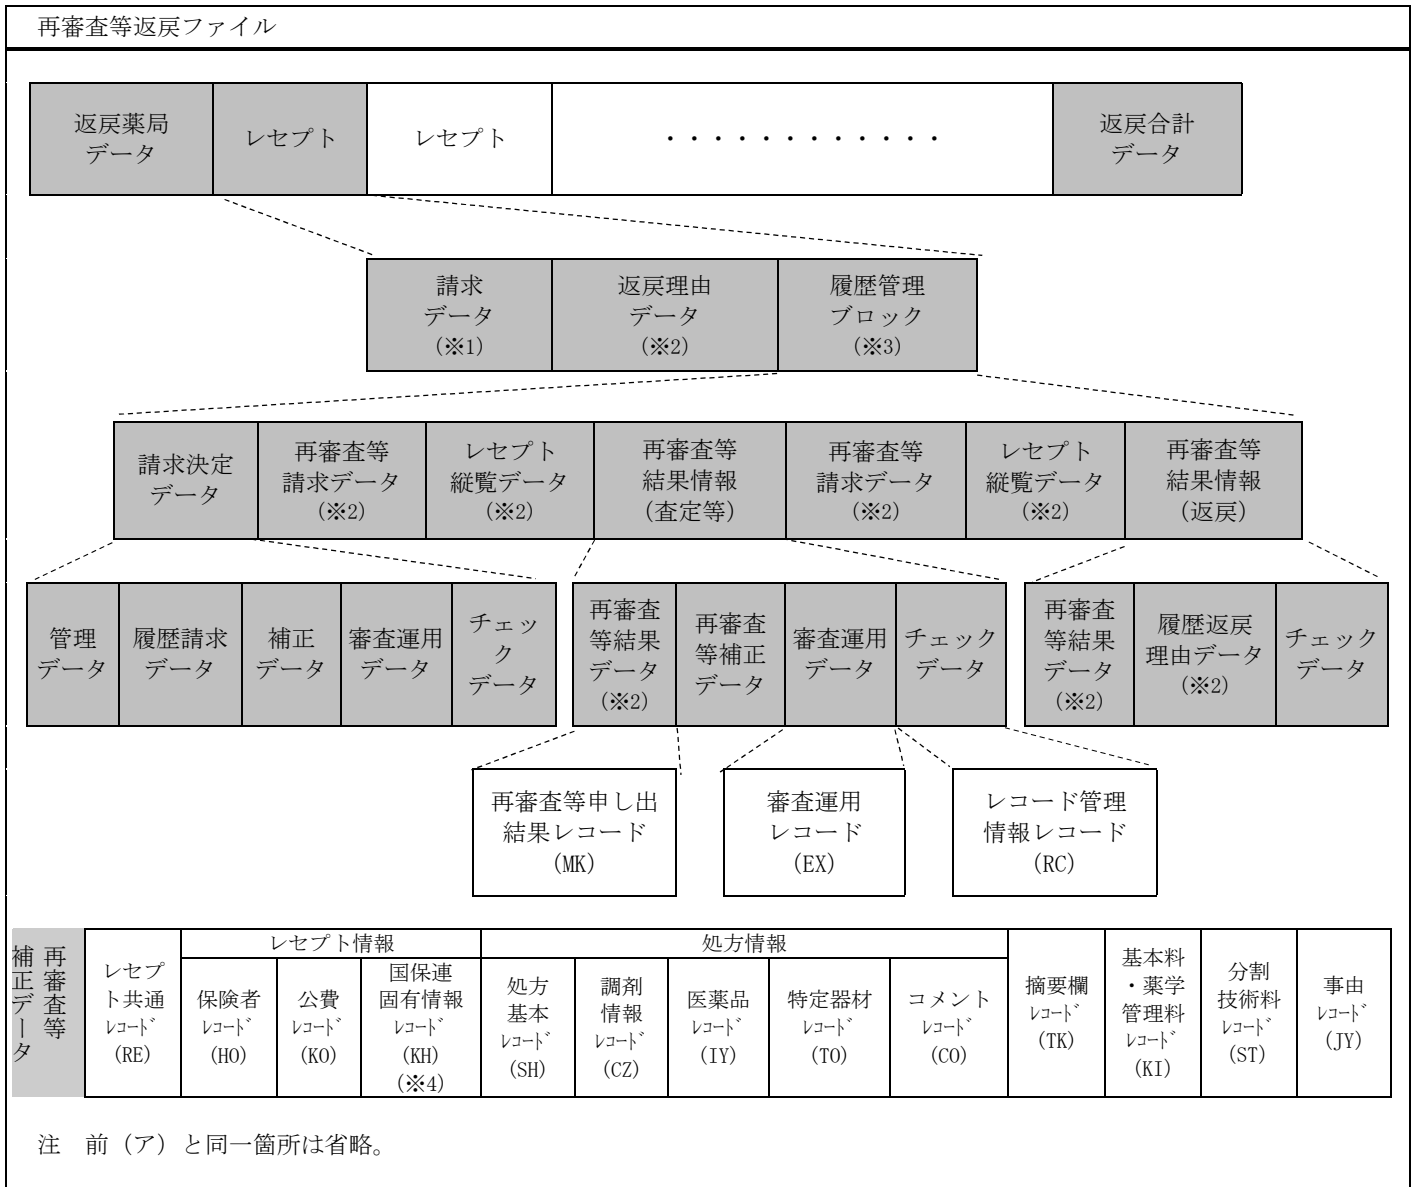 再審査等返戻ファイル
返戻薬局
データ
レセプト
レセプト
・・・・・・・・・・・・
返戻合計
データ
請求
データ
(※1)
返戻理由
データ
(※2)
履歴管理
ブロック
(※3)
請求決定
データ
再審査等
請求データ
(※2)
レセプト
縦覧データ
(※2)
再審査等
結果情報
(査定等)
再審査等
請求データ
(※2)
レセプト
縦覧データ
(※2)
再審査等
結果情報
(返戻)
管理
データ
履歴請求
データ
補正
データ
審査運用
データ
チェッ
ク
データ
再審査
等結果
データ
(※2)
再審査
等補正
データ
審査運用
データ
チェック
データ
再審査
等結果
データ
(※2)
履歴返戻
理由データ
(※2)
チェック
データ
再審査等申し出
結果レコード
(MK)
審査運用
レコード
(EX)
レコード管理
情報レコード
(RC)
再審査等
補正データ
レセプ
ト共通
ﾚｺｰﾄﾞ
(RE)
レセプト情報
保険者
ﾚｺｰﾄﾞ
(HO)
公費
ﾚｺｰﾄﾞ
(KO)
国保連
固有情報
ﾚｺｰﾄﾞ
(KH)
(※4)
処方情報
処方
基本
ﾚｺｰﾄﾞ
(SH)
調剤
情報
ﾚｺｰﾄﾞ
(CZ)
医薬品
ﾚｺｰﾄﾞ
(IY)
特定器材
ﾚｺｰﾄﾞ
(TO)
コメント
ﾚｺｰﾄﾞ
(CO)
摘要欄
ﾚｺｰﾄﾞ
(TK)
基本料
・薬学
管理料
ﾚｺｰﾄﾞ
(KI)
分割
技術料
ﾚｺｰﾄﾞ
(ST)
事由
ﾚｺｰﾄﾞ
(JY)
注　前（ア）と同一箇所は省略。